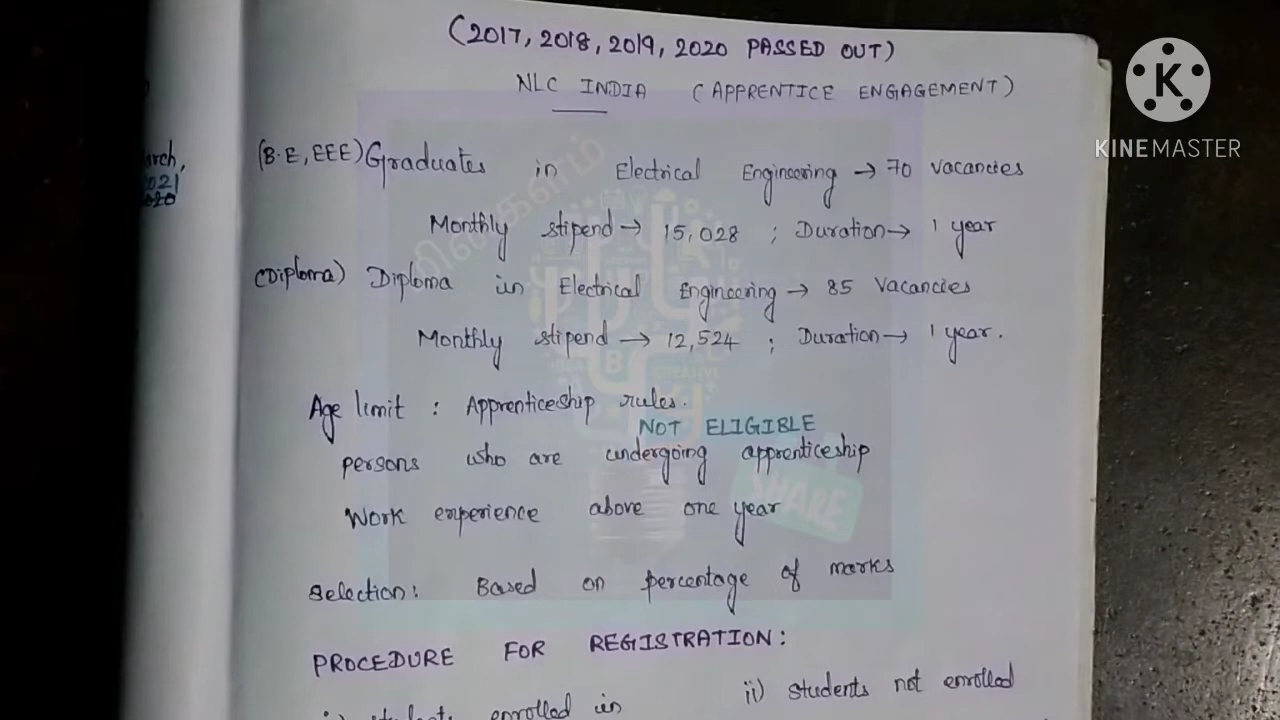 (2017, 2018, 2019, 2020 PASSED OUT)
NLC INDIA (APPRENTICE ENGAGEMENT)
(B.E, EEE) Graduates in Electrical Engineering → 70 vacancies
Monthly stipend → 15,028 ; Duration → 1 year
(Diploma) Diploma in Electrical Engineering → 85 Vacancies
Monthly stipend → 12,524 ; Duration → 1 year.
Age limit : Apprenticeship rules.
NOT ELIGIBLE
persons who are undergoing apprenticeship
Work experience above one year
Selection: Based on percentage of marks
PROCEDURE FOR REGISTRATION:
i) students enrolled in
ii) students not enrolled
KINEMASTER
SHARE